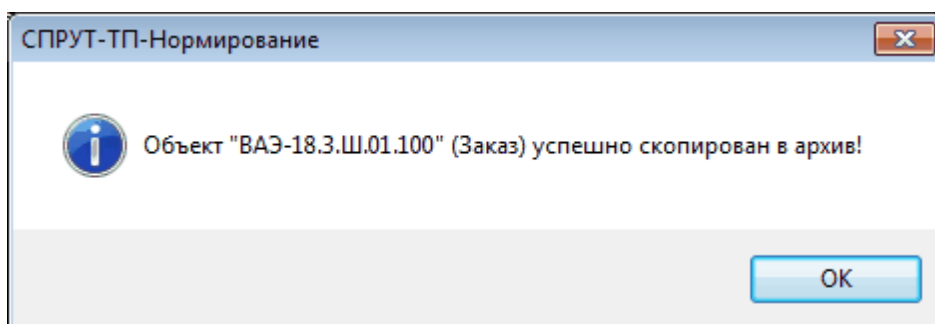 СПРУТ-ТП-Нормирование
Объект "ВАЭ-18.3.Ш.01.100" (Заказ) успешно скопирован в архив!
OK